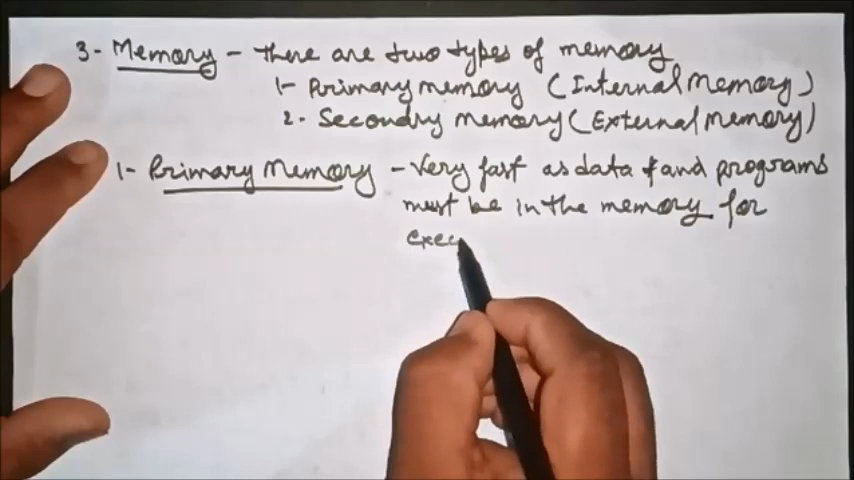 3- Memory - There are two types of memory
1- Primary memory (Internal Memory)
2- Secondry memory (External Memory)
1- Primary Memory - Very fast as data & and programs
must be in the memory for
exec